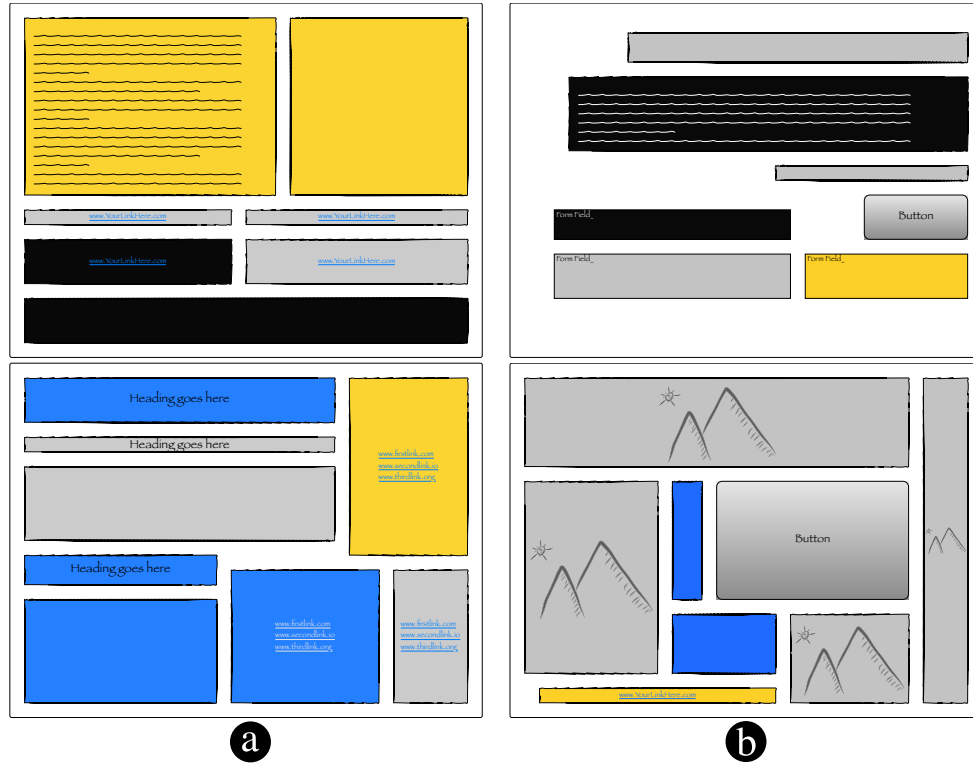 www.YourLinkHere.com
www.YourLinkHere.com
www.YourLinkHere.com
www.YourLinkHere.com
Form Field_
Button
Form Field_
Form Field_
Heading goes here
Heading goes here
www.firstlink.com
www.secondlink.io
www.thirdlink.org
Heading goes here
www.firstlink.com
www.secondlink.io
www.thirdlink.org
www.firstlink.com
www.secondlink.io
www.thirdlink.org
Button
www.YourLinkHere.com
a
b